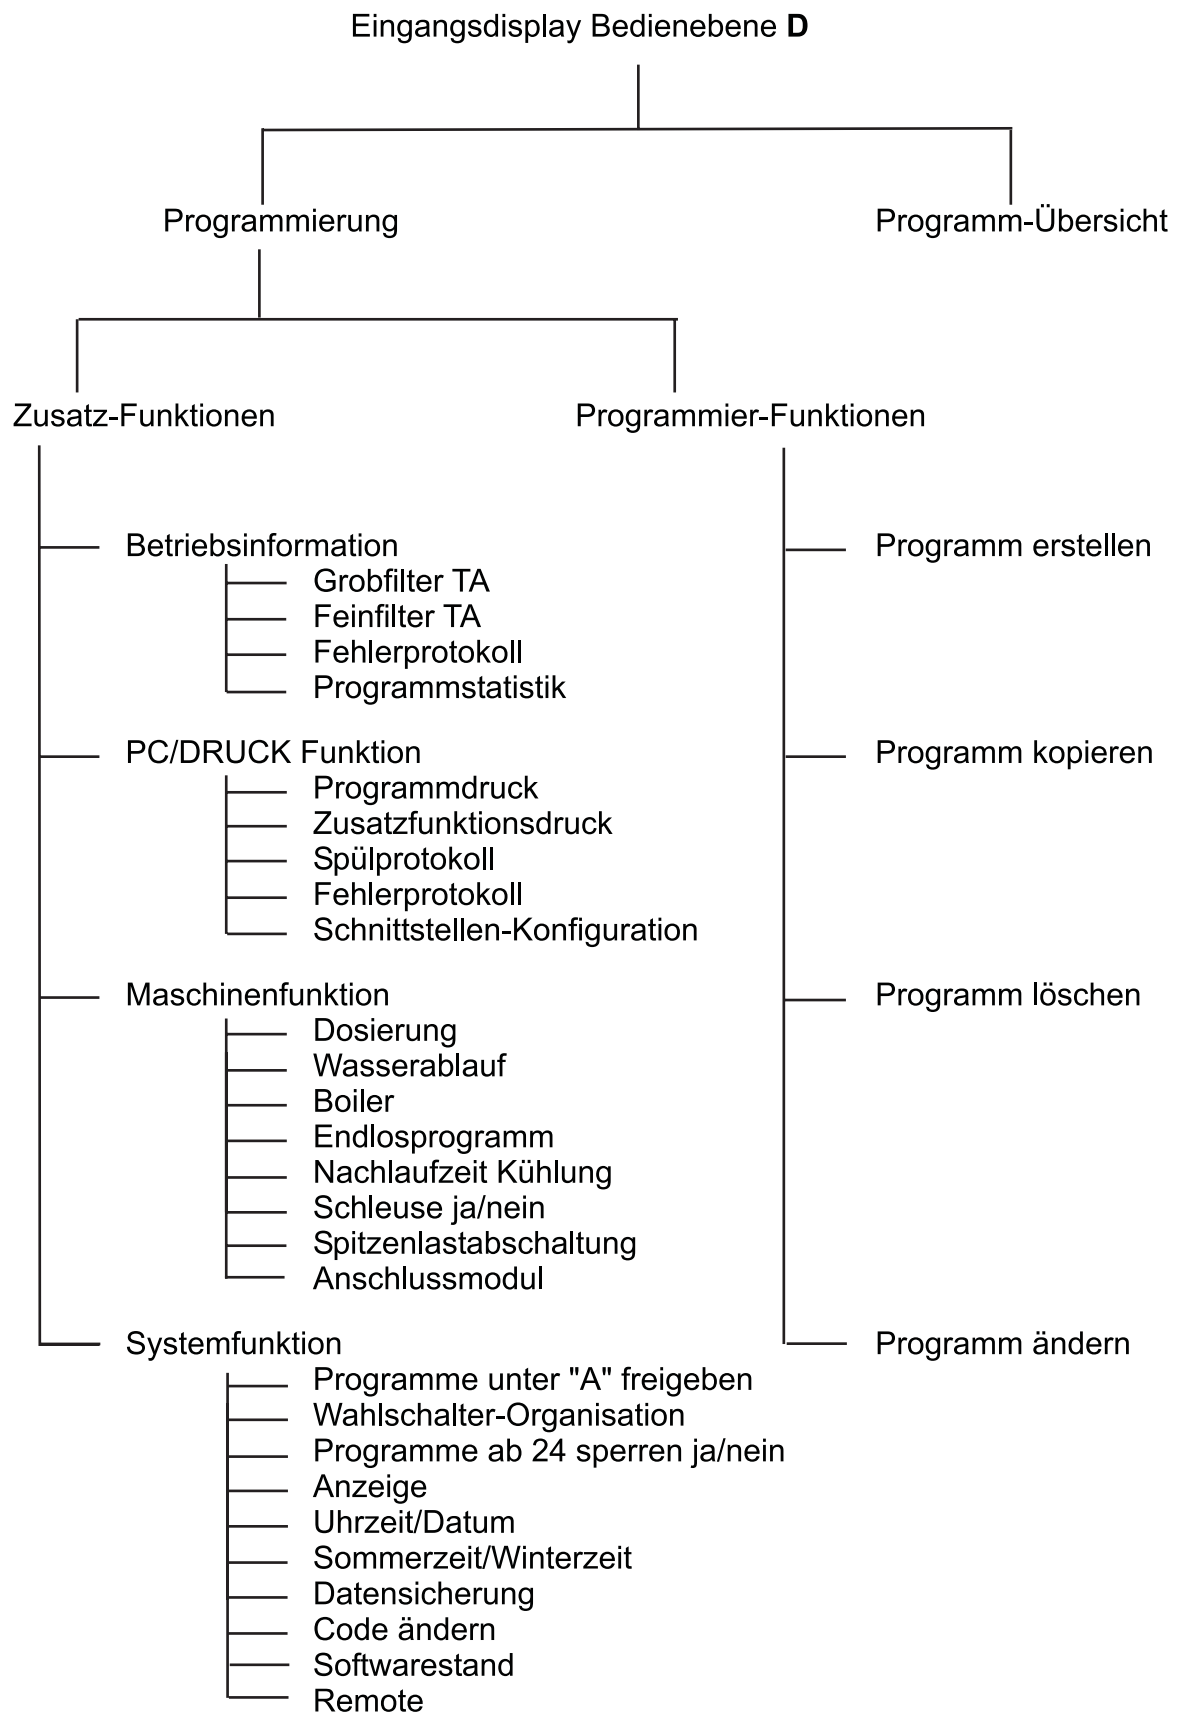 Eingangsdisplay Bedienebene D
Programmierung
Programm-Übersicht
Zusatz-Funktionen
Programmier-Funktionen
Betriebsinformation
Grobfilter TA
Feinfilter TA
Fehlerprotokoll
Programmstatistik
PC/DRUCK Funktion
Programmdruck
Zusatzfunktionsdruck
Spülprotokoll
Fehlerprotokoll
Schnittstellen-Konfiguration
Maschinenfunktion
Dosierung
Wasserablauf
Boiler
Endlosprogramm
Nachlaufzeit Kühlung
Schleuse ja/nein
Spitzenlastabschaltung
Anschlussmodul
Systemfunktion
Programme unter "A" freigeben
Wahlschalter-Organisation
Programme ab 24 sperren ja/nein
Anzeige
Uhrzeit/Datum
Sommerzeit/Winterzeit
Datensicherung
Code ändern
Softwarestand
Remote
Programm erstellen
Programm kopieren
Programm löschen
Programm ändern